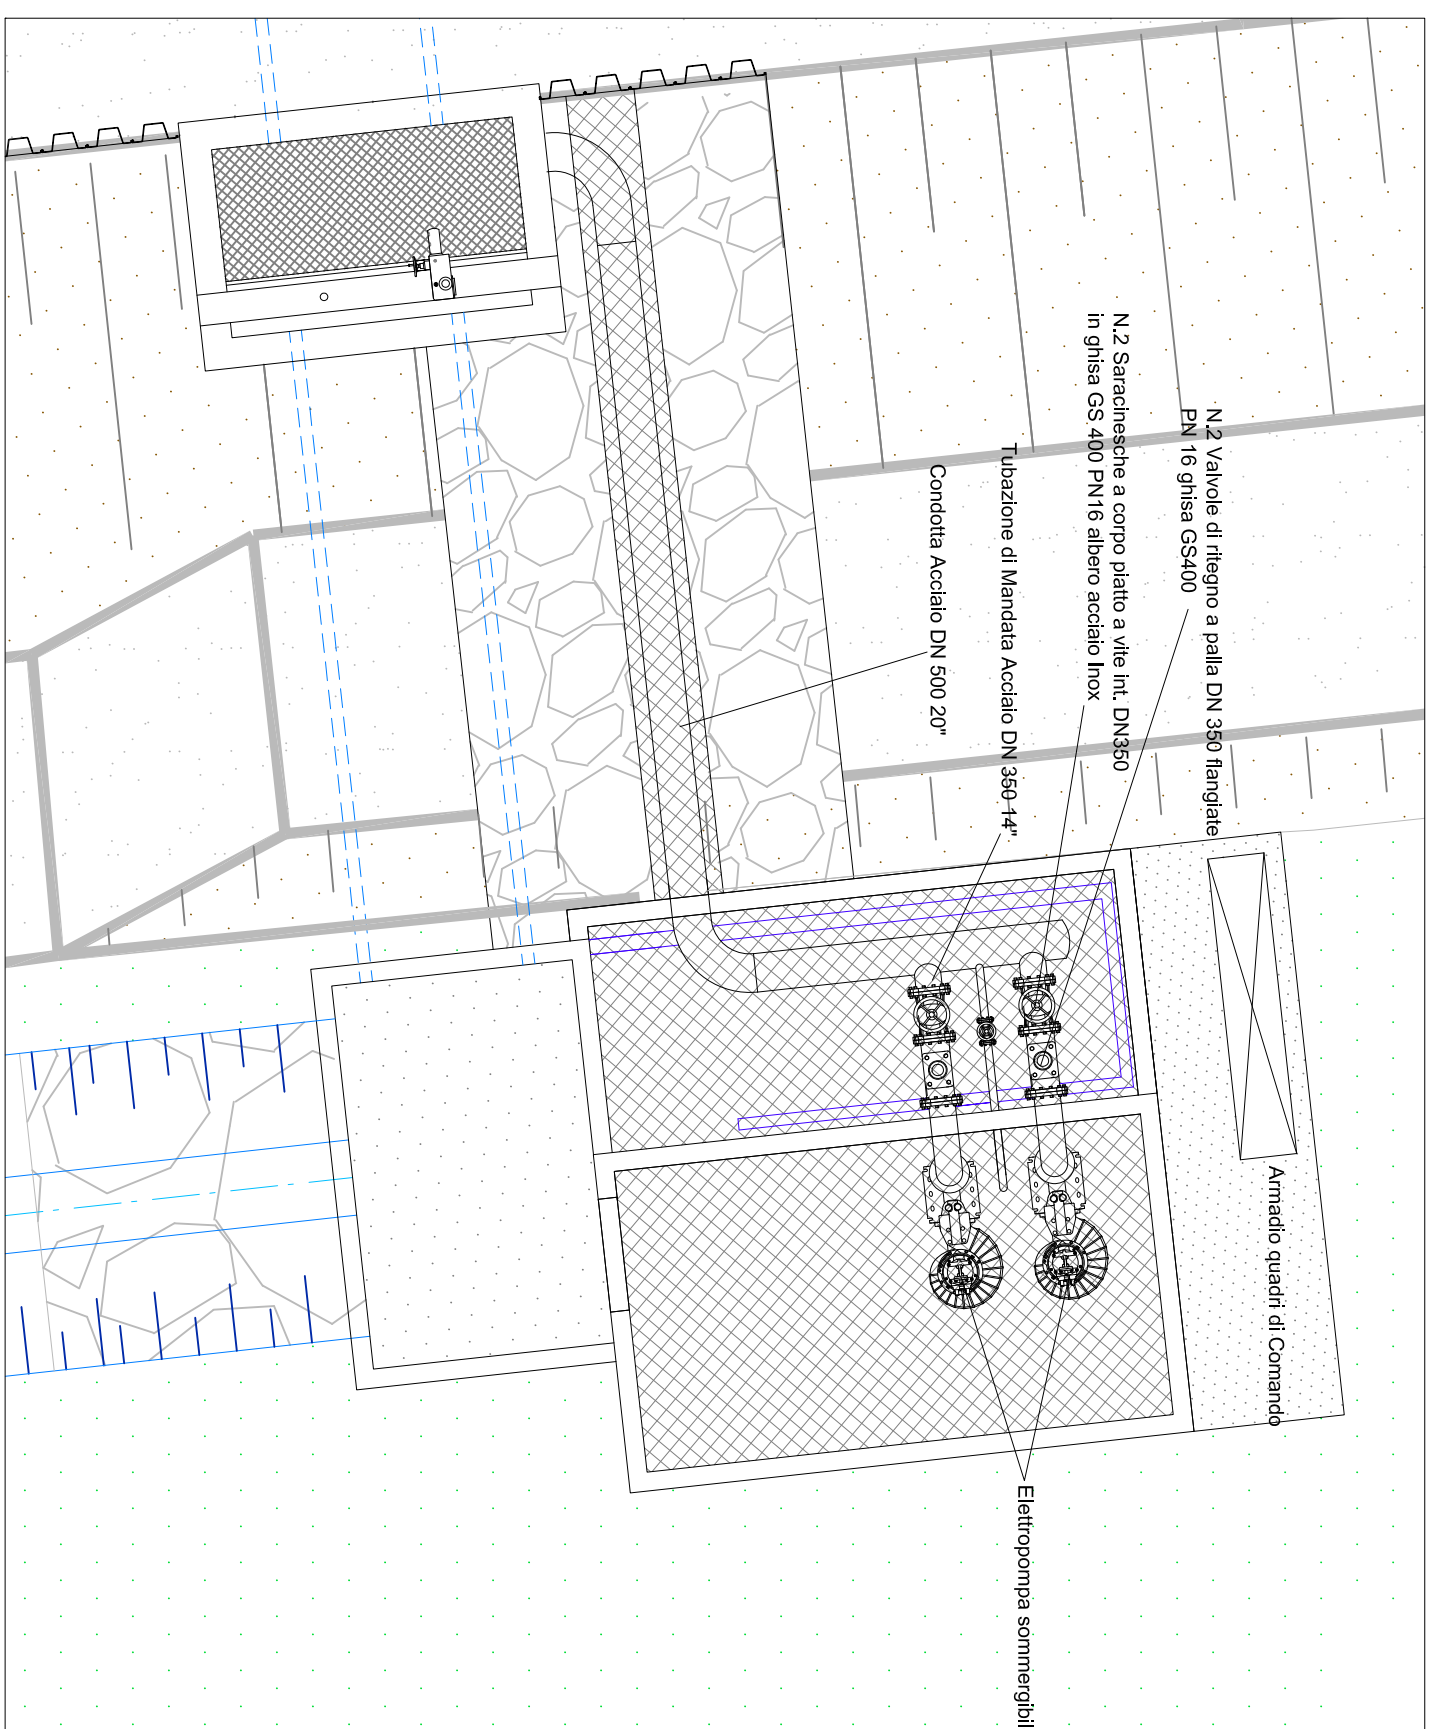 N.2 Valvole di ritegno a palla DN 350 flangiate
PN 16 ghisa GS400
N.2 Saracinesche a corpo piatto a vite int. DN350
in ghisa GS 400 PN16 albero acciaio Inox
Tubazione di Mandata Acciaio DN 350 14"
Condotta Acciaio DN 500 20"
Armadio quadri di Comando
Elettropompa sommergibil